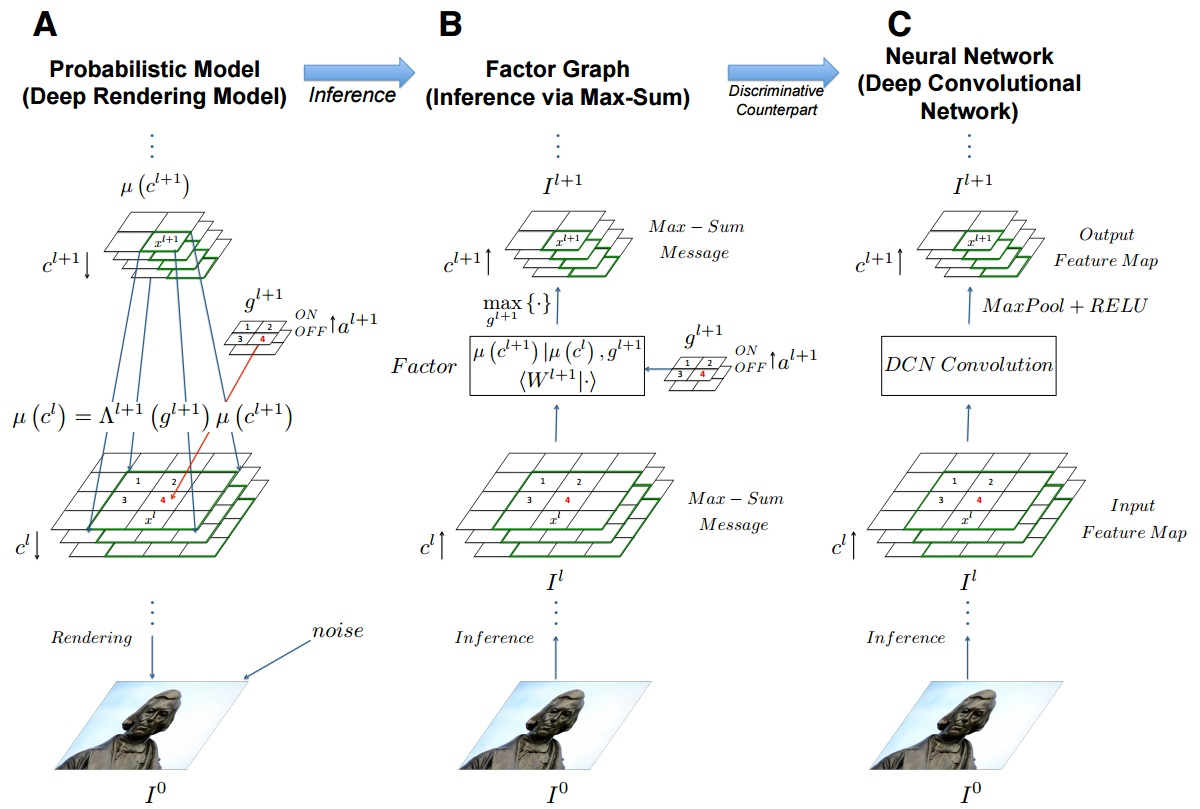 A
Probabilistic Model
(Deep Rendering Model)
Inference
μ(c^{l+1})
c^{l+1}
x^{l+1}
g^{l+1}
1 2
3 4
ON
OFF
a^{l+1}
μ(c^l) = Λ^{l+1}(g^{l+1}) μ(c^{l+1})
1 2
3 4
x^l
c^l
Rendering
noise
I^0
B
Factor Graph
(Inference via Max-Sum)
Discriminative
Counterpart
I^{l+1}
x^{l+1}
c^{l+1}
Max − Sum
Message
max {·}
g^{l+1}
Factor
μ(c^{l+1}) | μ(c^l), g^{l+1}
⟨W^{l+1}|·⟩
g^{l+1}
1 2
3 4
ON
OFF
a^{l+1}
1 2
3 4
x^l
c^l
Max − Sum
Message
I^l
Inference
I^0
C
Neural Network
(Deep Convolutional
Network)
I^{l+1}
x^{l+1}
c^{l+1}
Output
Feature Map
MaxPool + RELU
DCN Convolution
1 2
3 4
x^l
c^l
Input
Feature Map
I^l
Inference
I^0